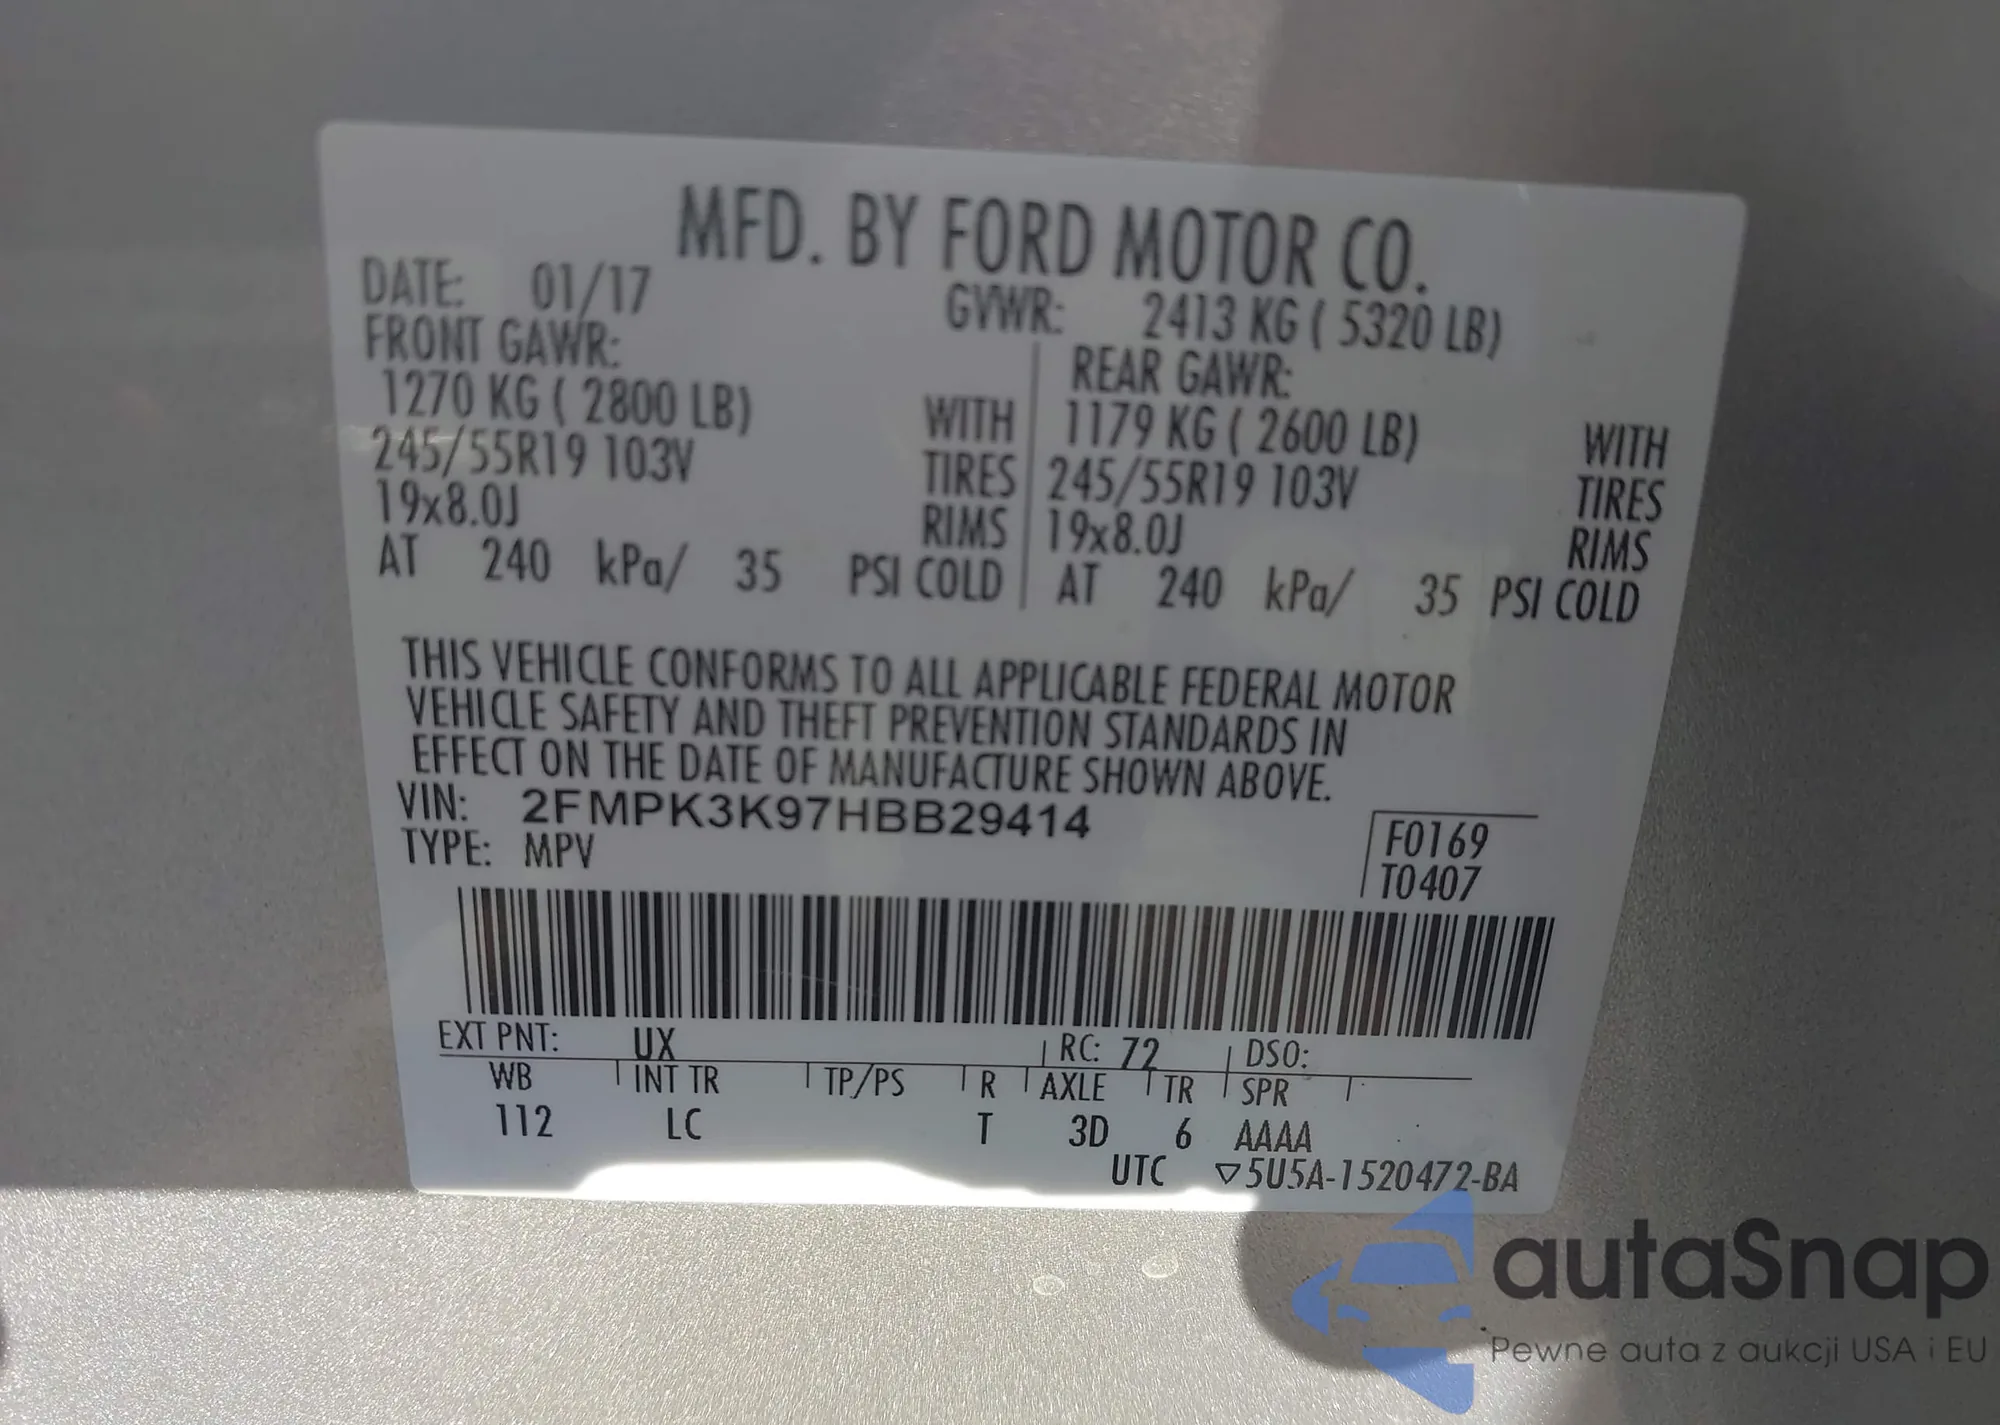 MFD. BY FORD MOTOR CO.
DATE: 01/17 GVWR: 2413 KG ( 5320 LB)
FRONT GAWR: REAR GAWR:
1270 KG ( 2800 LB) WITH 1179 KG ( 2600 LB) WITH
245/55R19 103V TIRES 245/55R19 103V TIRES
19x8.0J RIMS 19x8.0J RIMS
AT 240 kPa/ 35 PSI COLD AT 240 kPa/ 35 PSI COLD
THIS VEHICLE CONFORMS TO ALL APPLICABLE FEDERAL MOTOR
VEHICLE SAFETY AND THEFT PREVENTION STANDARDS IN
EFFECT ON THE DATE OF MANUFACTURE SHOWN ABOVE.
VIN: 2FMPK3K97HBB29414
TYPE: MPV
F0169
T0407
EXT PNT: UX RC: 72 DSO:
WB INT TR TP/PS R AXLE TR SPR
112 LC T 3D 6 AAAA
UTC ▽5U5A-1520472-BA
autaSnap
Pewne auta z aukcji USA i EU